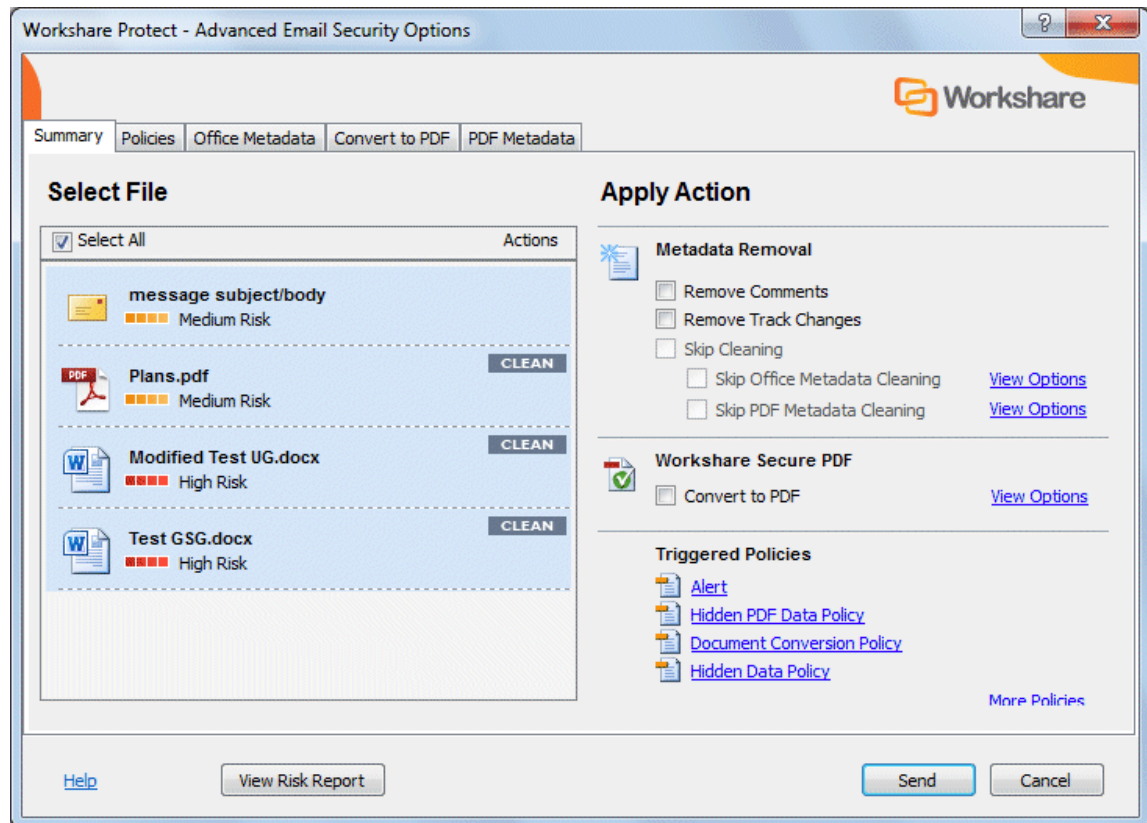 Workshare Protect - Advanced Email Security Options
Workshare
Summary Policies Office Metadata Convert to PDF PDF Metadata
Select File
Select All Actions
message subject/body
Medium Risk
CLEAN
PDF
Plans.pdf
Medium Risk
CLEAN
Modified Test UG.docx
High Risk
CLEAN
Test GSG.docx
High Risk
Apply Action
Metadata Removal
Remove Comments
Remove Track Changes
Skip Cleaning
Skip Office Metadata Cleaning View Options
Skip PDF Metadata Cleaning View Options
Workshare Secure PDF
Convert to PDF View Options
Triggered Policies
Alert
Hidden PDF Data Policy
Document Conversion Policy
Hidden Data Policy
More Policies
Help View Risk Report Send Cancel